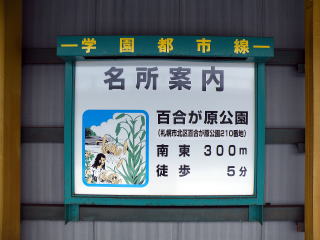 学園都市線
名所案内
百合が原公園
(札幌市北区百合が原公園210番地)
南東 300m
徒歩 5分